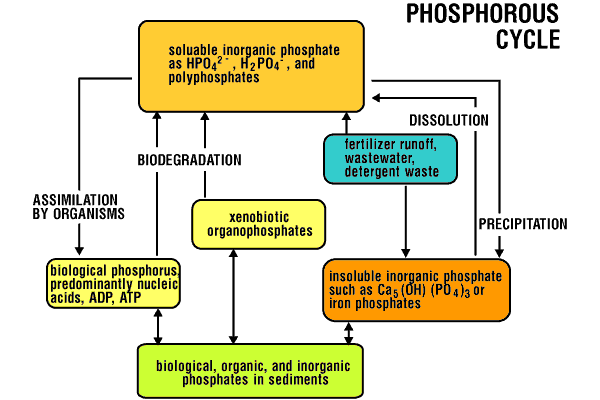 PHOSPHOROUS
CYCLE
soluable inorganic phosphate
as HPO₄²⁻, H₂PO₄⁻, and
polyphosphates
DISSOLUTION
fertilizer runoff,
wastewater,
detergent waste
BIODEGRADATION
ASSIMILATION
BY ORGANISMS
xenobiotic
organophosphates
PRECIPITATION
biological phosphorus,
predominantly nucleic
acids, ADP, ATP
insoluble inorganic phosphate
such as Ca₅(OH) (PO₄)₃ or
iron phosphates
biological, organic, and inorganic
phosphates in sediments